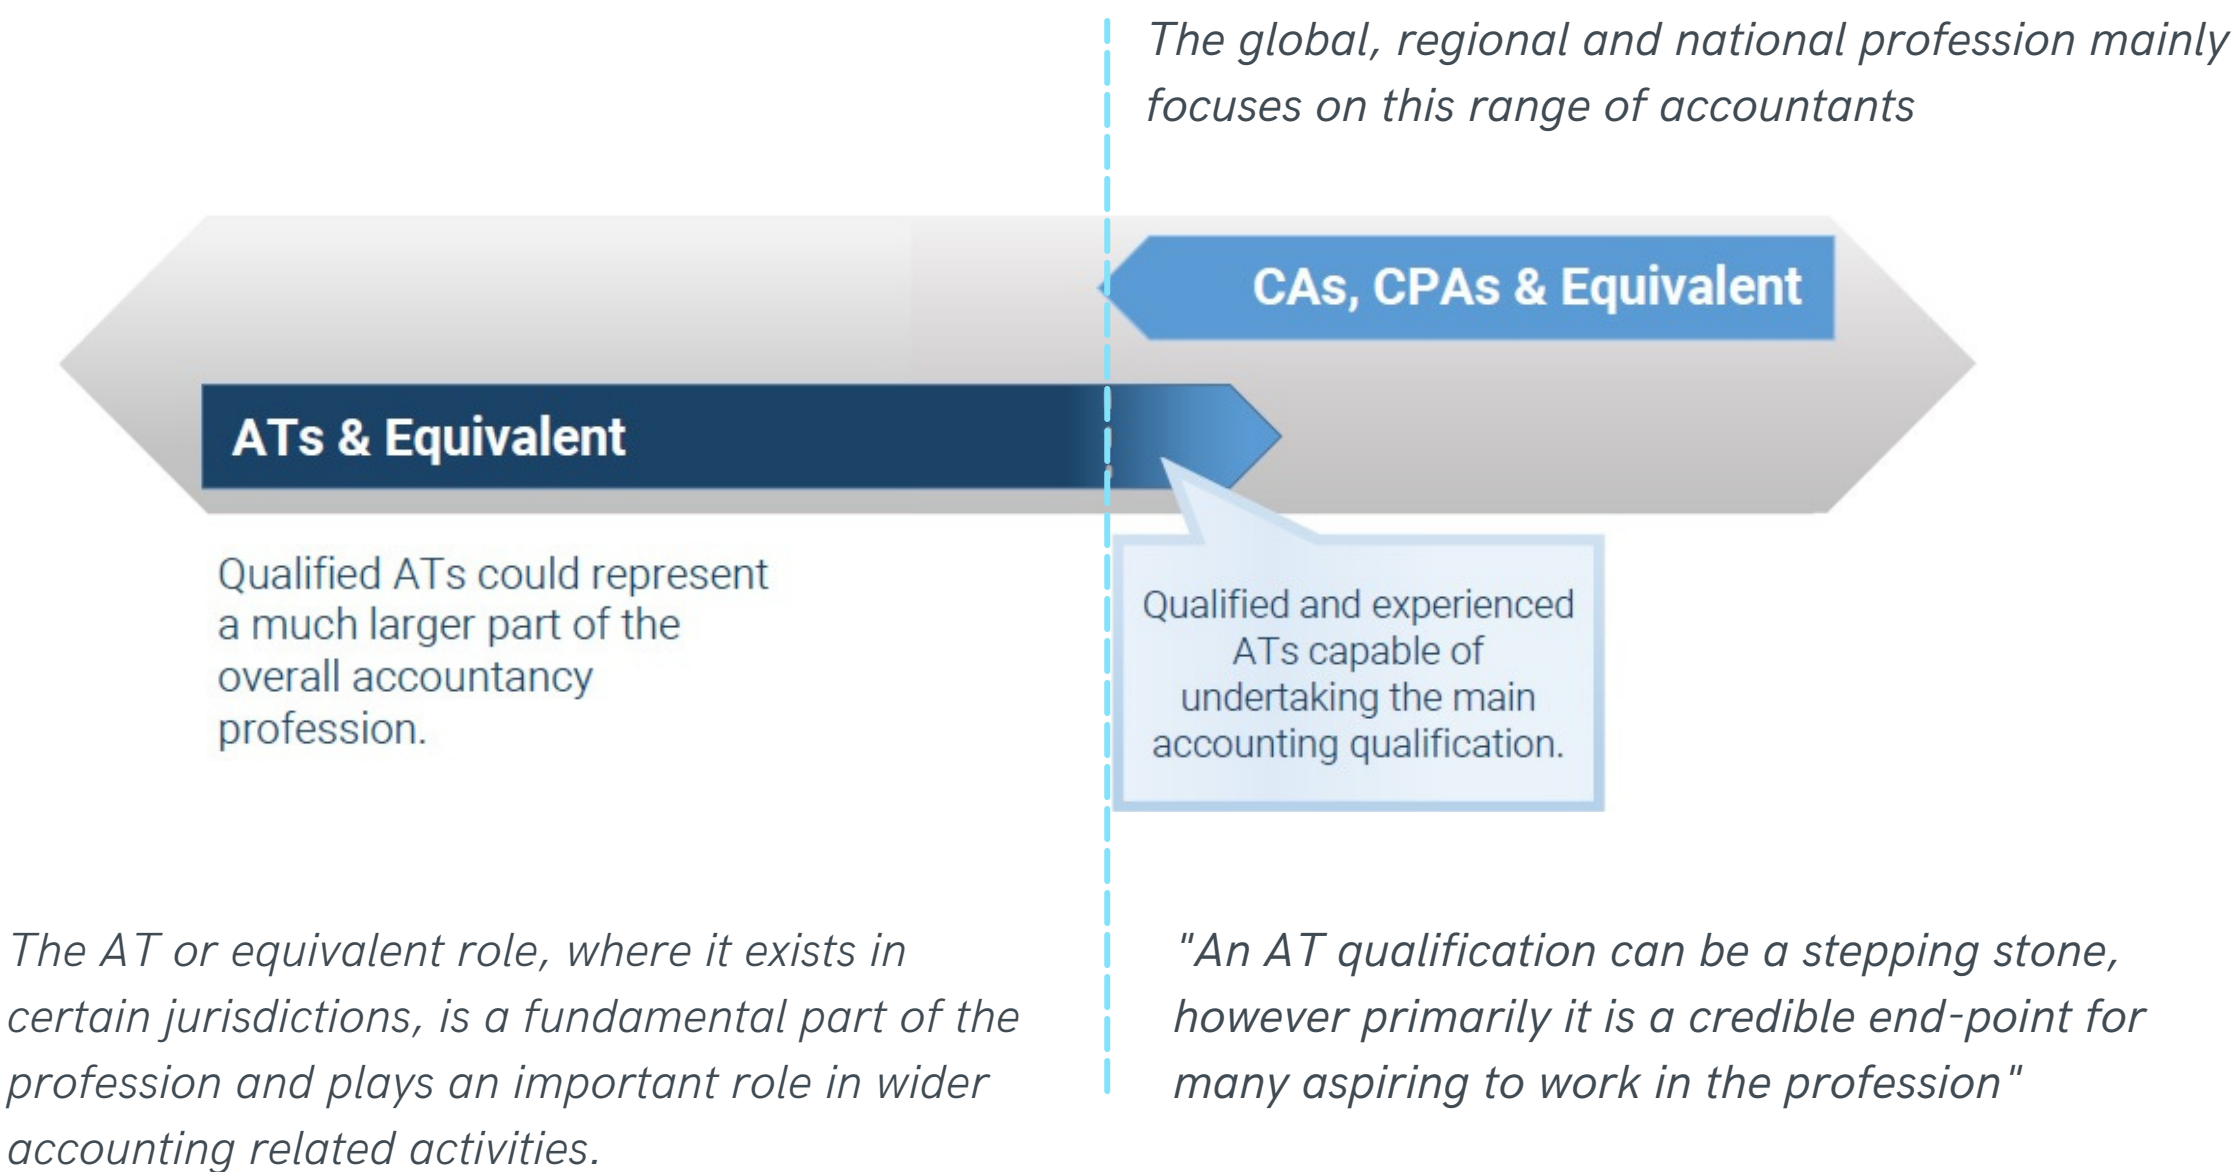 The global, regional and national profession mainly
focuses on this range of accountants
CAs, CPAs & Equivalent
ATs & Equivalent
Qualified ATs could represent
a much larger part of the
overall accountancy
profession.
Qualified and experienced
ATs capable of
undertaking the main
accounting qualification.
The AT or equivalent role, where it exists in
certain jurisdictions, is a fundamental part of the
profession and plays an important role in wider
accounting related activities.
"An AT qualification can be a stepping stone,
however primarily it is a credible end-point for
many aspiring to work in the profession"